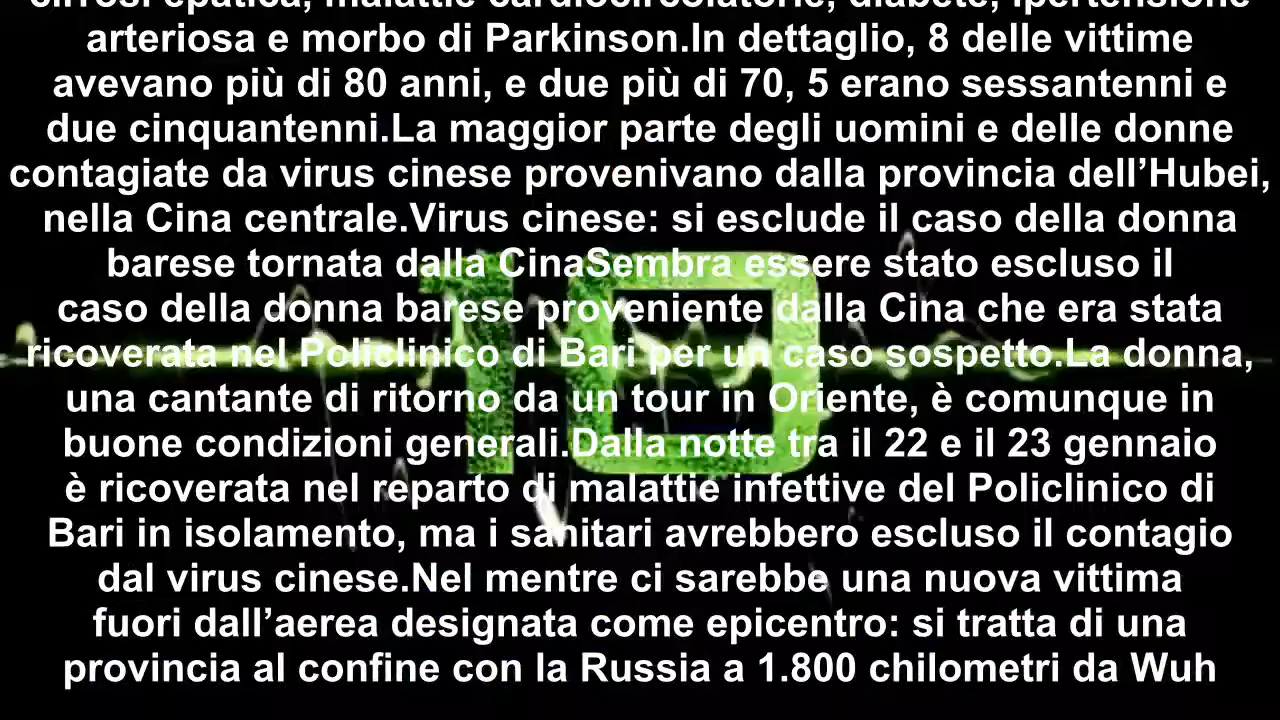 cirrosi epatica, malattie cardiocircolatorie, diabete, ipertensione
arteriosa e morbo di Parkinson.In dettaglio, 8 delle vittime
avevano più di 80 anni, e due più di 70, 5 erano sessantenni e
due cinquantenni.La maggior parte degli uomini e delle donne
contagiate da virus cinese provenivano dalla provincia dell’Hubei,
nella Cina centrale.Virus cinese: si esclude il caso della donna
barese tornata dalla CinaSembra essere stato escluso il
caso della donna barese proveniente dalla Cina che era stata
ricoverata nel Policlinico di Bari per un caso sospetto.La donna,
una cantante di ritorno da un tour in Oriente, è comunque in
buone condizioni generali.Dalla notte tra il 22 e il 23 gennaio
è ricoverata nel reparto di malattie infettive del Policlinico di
Bari in isolamento, ma i sanitari avrebbero escluso il contagio
dal virus cinese.Nel mentre ci sarebbe una nuova vittima
fuori dall’aerea designata come epicentro: si tratta di una
provincia al confine con la Russia a 1.800 chilometri da Wuh
10